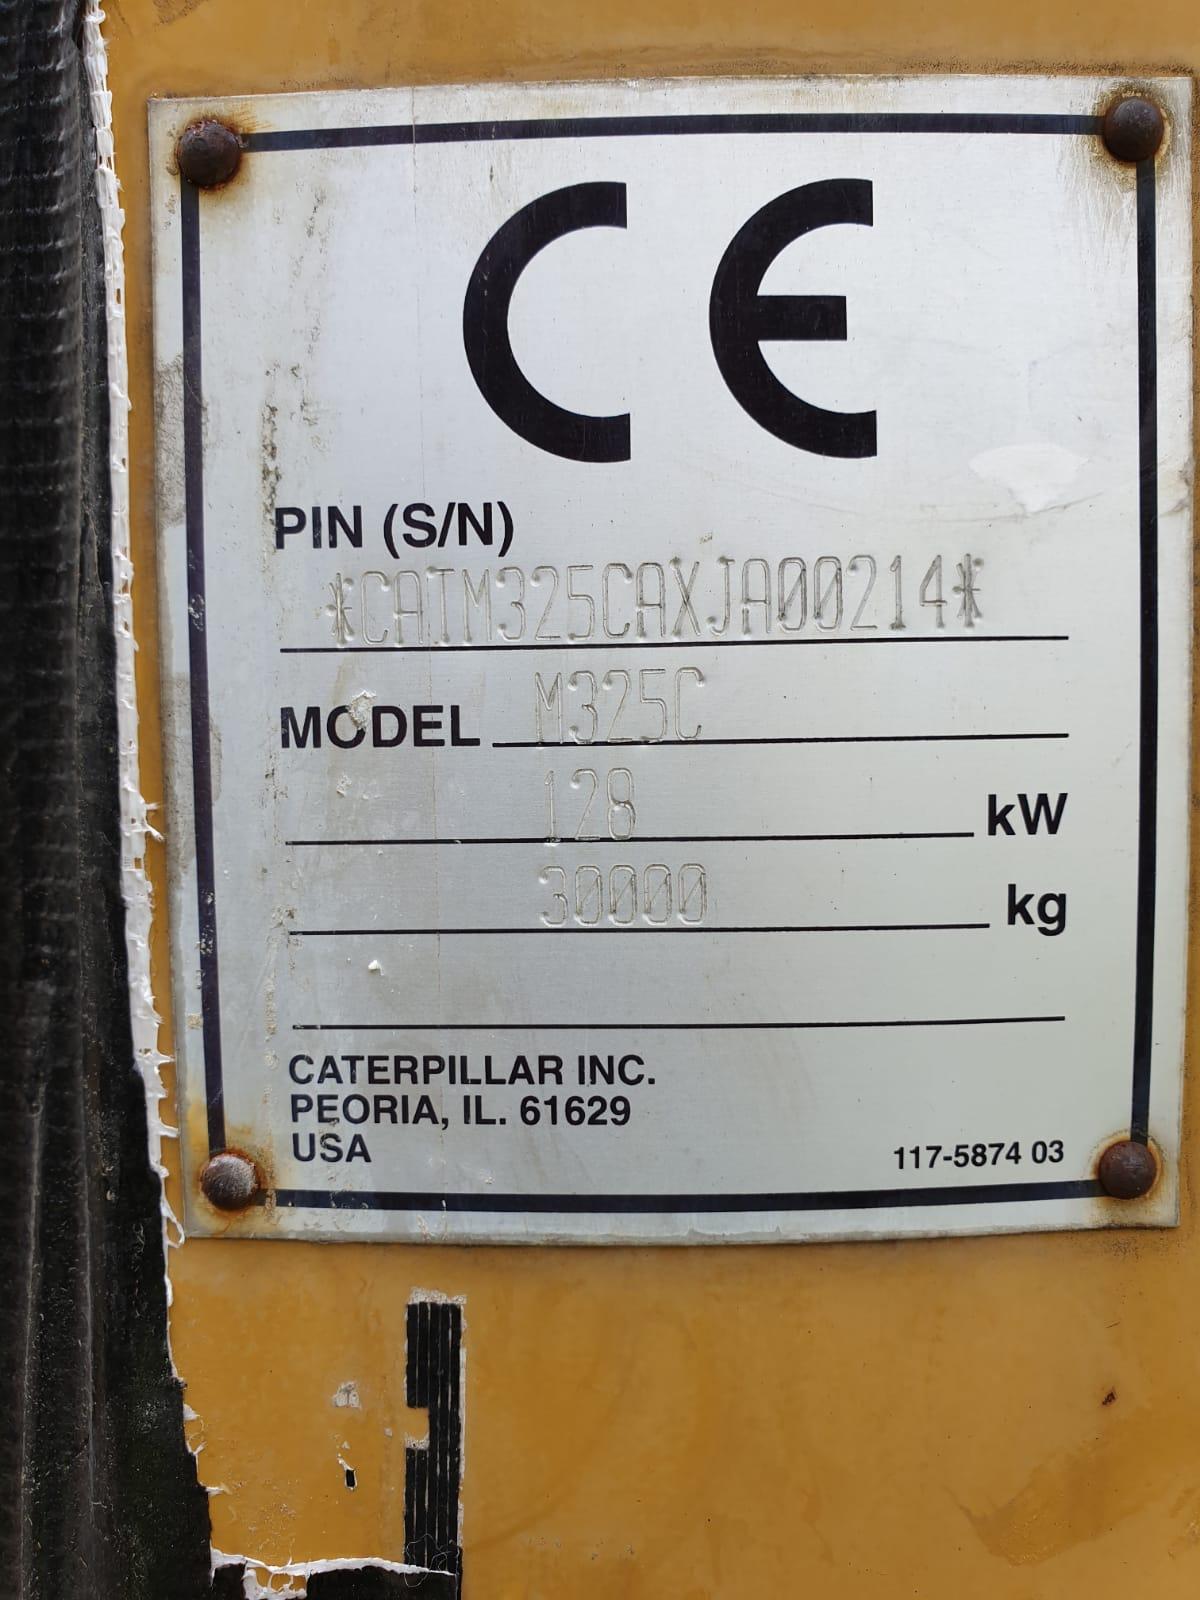 CE
PIN (S/N)
*CATM325CAXJA00214*
MODEL M325C
128 kW
30000 kg
CATERPILLAR INC.
PEORIA, IL. 61629
USA
117-5874 03